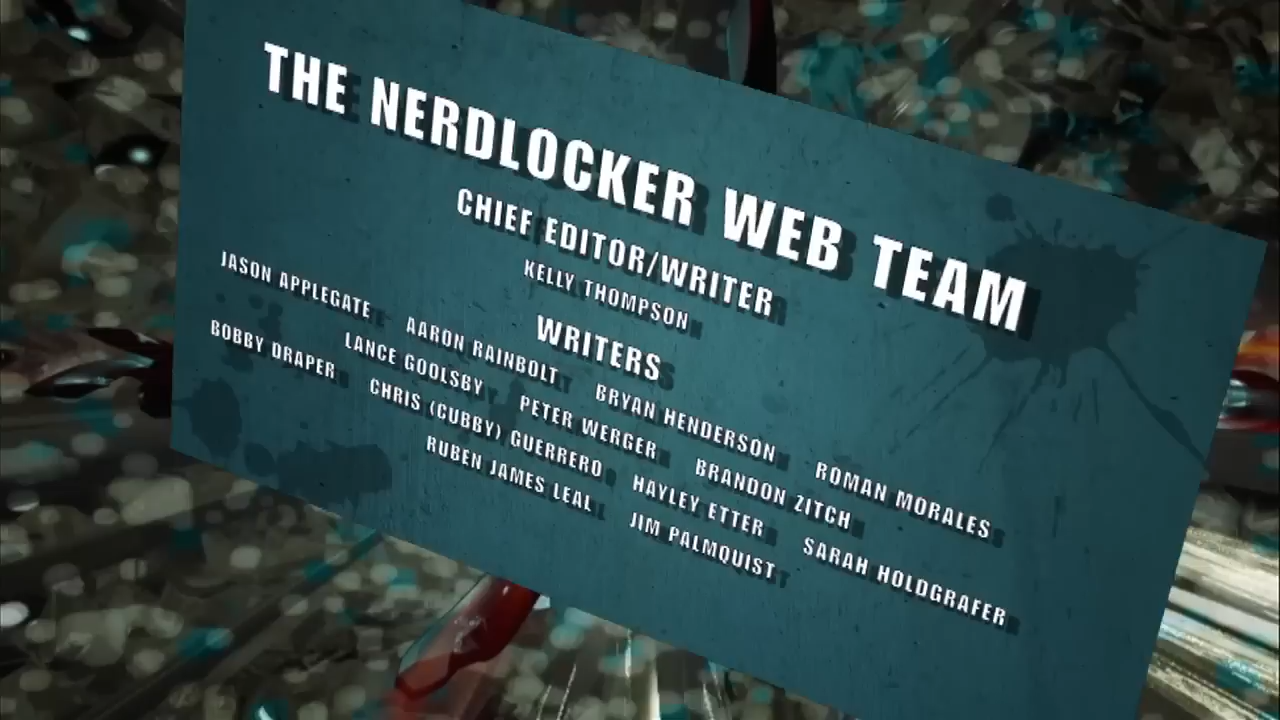 THE NERDLOCKER WEB TEAM
CHIEF EDITOR/WRITER
KELLY THOMPSON
WRITERS
JASON APPLEGATE AARON RAINBOLT BRYAN HENDERSON ROMAN MORALES
LANCE GOOLSBY PETER WERGER BRANDON ZITCH
BOBBY DRAPER CHRIS (CUBBY) GUERRERO HAYLEY ETTER SARAH HOLDGRAFER
RUBEN JAMES LEAL JIM PALMQUIST